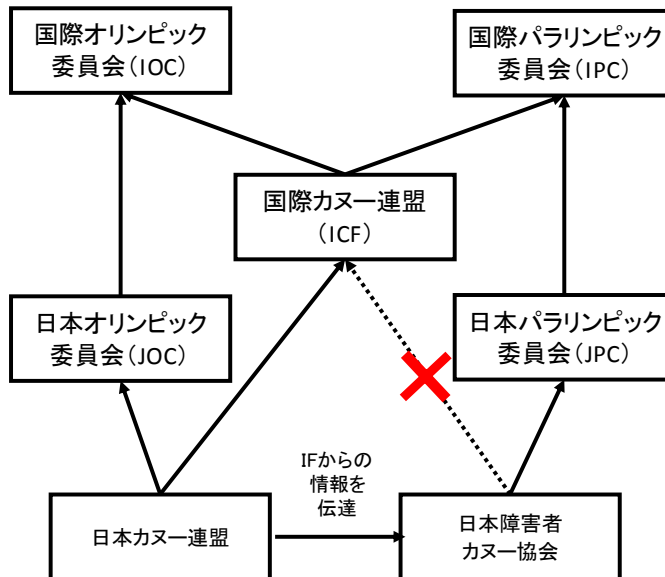 国際オリンピック
委員会（IOC）
国際パラリンピック
委員会（IPC）
国際カヌー連盟
（ICF）
日本オリンピック
委員会（JOC）
日本パラリンピック
委員会（JPC）
IFからの
情報を
伝達
日本カヌー連盟
日本障害者
カヌー協会